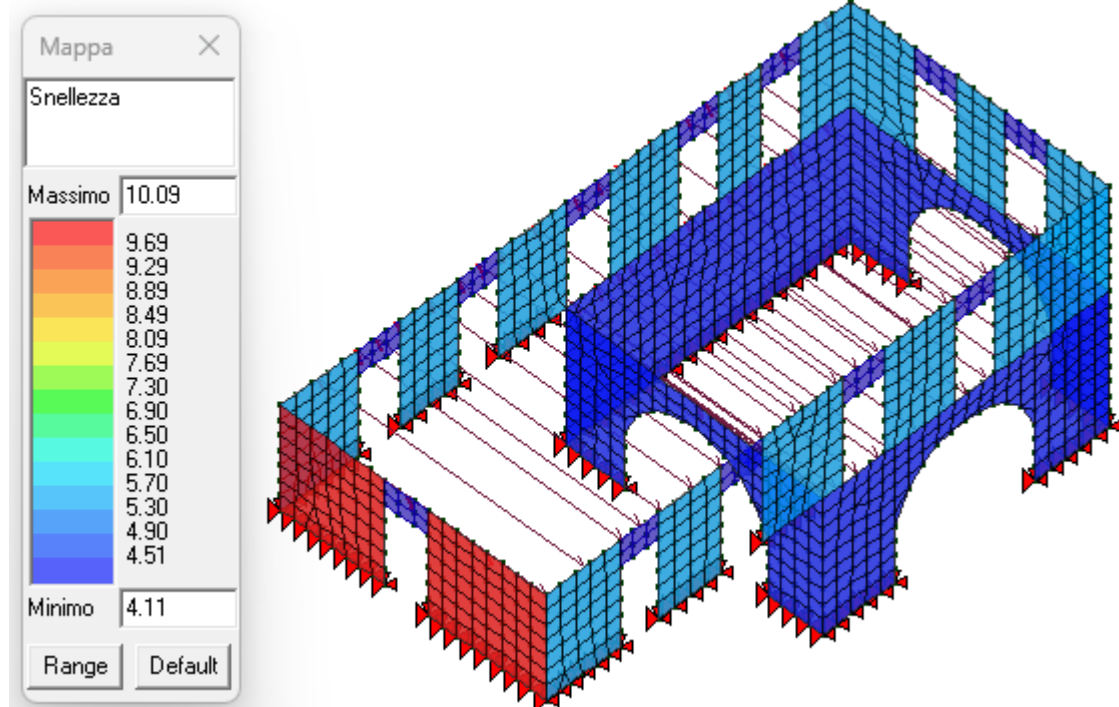 Mappa
Snellezza
Massimo 10.09
9.69
9.29
8.89
8.49
8.09
7.69
7.30
6.90
6.50
6.10
5.70
5.30
4.90
4.51
Minimo 4.11
Range Default